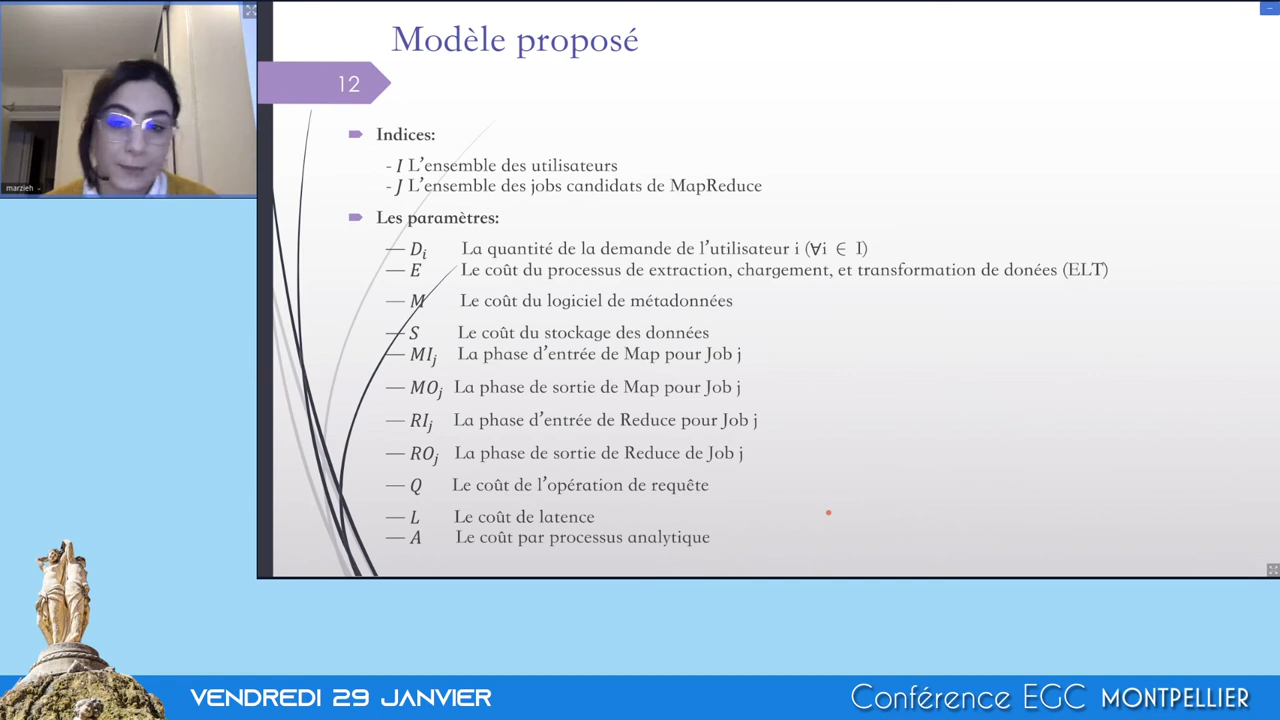 Modèle proposé
12
marzieh
Indices:
- I L'ensemble des utilisateurs
- J L'ensemble des jobs candidats de MapReduce
Les paramètres:
— Di La quantité de la demande de l'utilisateur i (∀i ∈ I)
— E Le coût du processus de extraction, chargement, et transformation de donées (ELT)
— M Le coût du logiciel de métadonnées
— S Le coût du stockage des données
— MIj La phase d'entrée de Map pour Job j
— MOj La phase de sortie de Map pour Job j
— RIj La phase d'entrée de Reduce pour Job j
— ROj La phase de sortie de Reduce de Job j
— Q Le coût de l'opération de requête
— L Le coût de latence
— A Le coût par processus analytique
VENDREDI 29 JANVIER
Conférence EGC MONTPELLIER